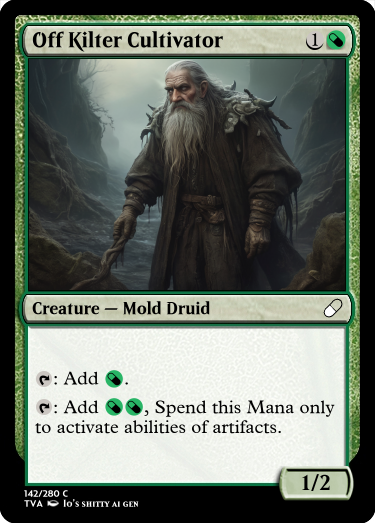 Off Kilter Cultivator 1
Creature — Mold Druid
: Add .
: Add , Spend this Mana only
to activate abilities of artifacts.
1/2
142/280 C
TVA Io's shitty AI gen